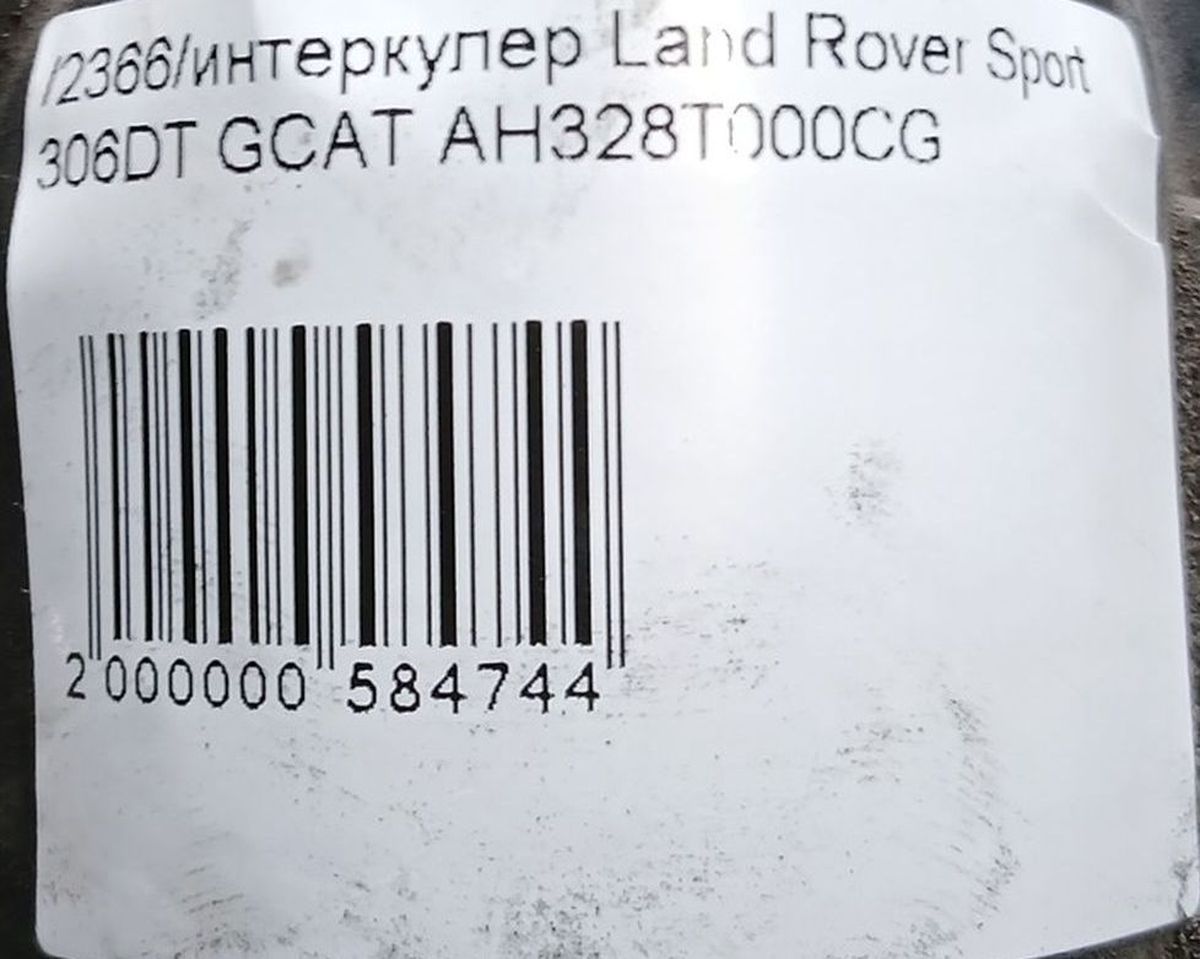 /2366/интеркулер Land Rover Sport
306DT GCAT AH328T000CG
2 000000 584744